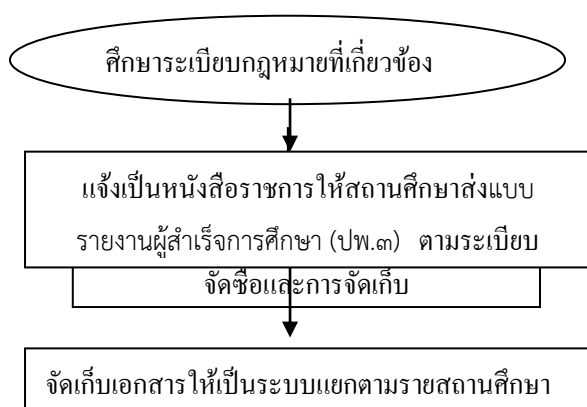 ศึกษาระเบียบกฎหมายที่เกี่ยวข้อง
แจ้งเป็นหนังสือราชการให้สถานศึกษาส่งแบบ
รายงานผู้สำเร็จการศึกษา (ปพ.๓) ตามระเบียบ
จัดซื้อและการจัดเก็บ
จัดเก็บเอกสารให้เป็นระบบแยกตามรายสถานศึกษา